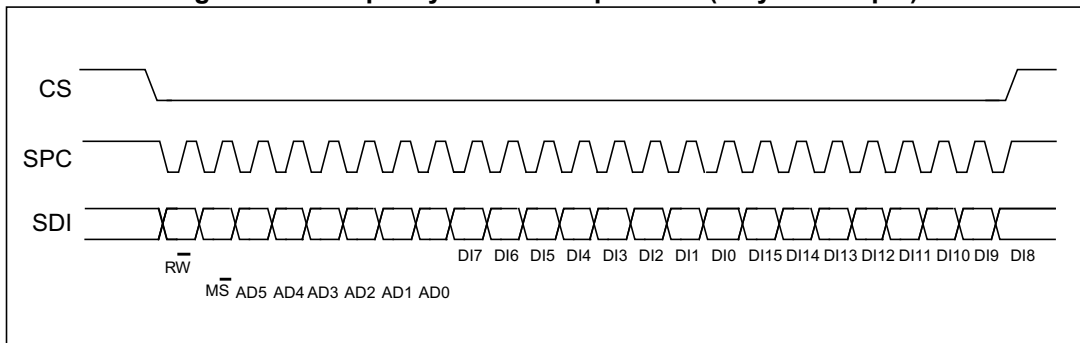 CS
SPC
SDI
DI7 DI6 DI5 DI4 DI3 DI2 DI1 DI0 DI15 DI14 DI13 DI12 DI11 DI10 DI9 DI8
RW̅
MS̅ AD5 AD4 AD3 AD2 AD1 AD0